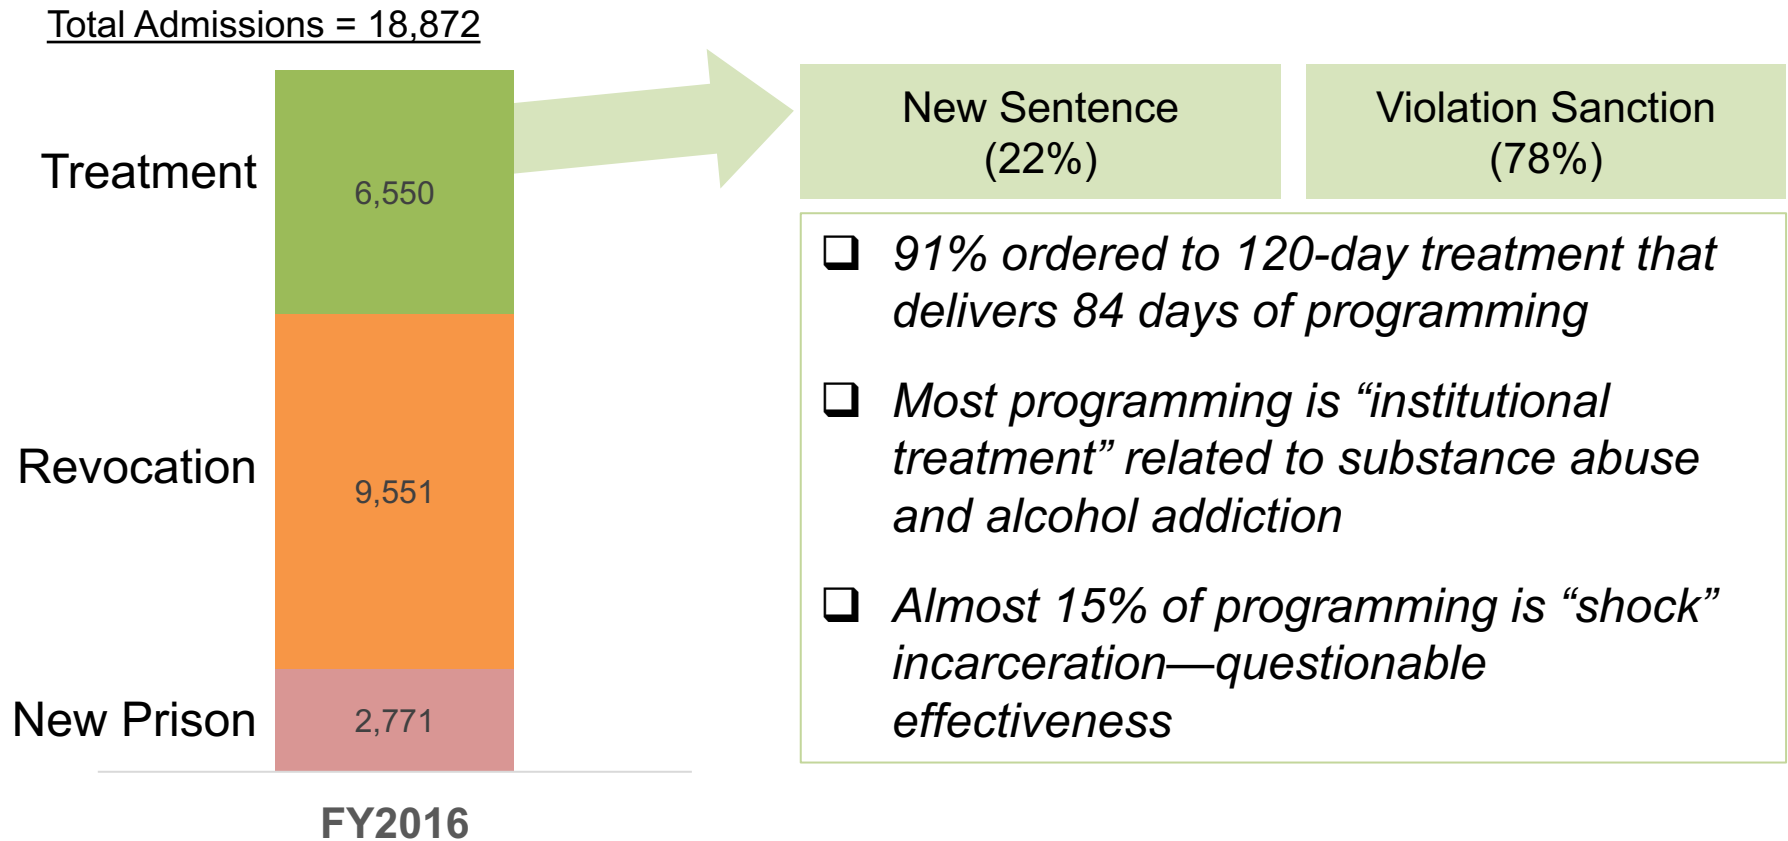 Total Admissions = 18,872
Treatment
6,550
Revocation
9,551
New Prison
2,771
FY2016
New Sentence
(22%)
Violation Sanction
(78%)
❑ 91% ordered to 120-day treatment that
delivers 84 days of programming
❑ Most programming is “institutional
treatment” related to substance abuse
and alcohol addiction
❑ Almost 15% of programming is “shock”
incarceration—questionable
effectiveness